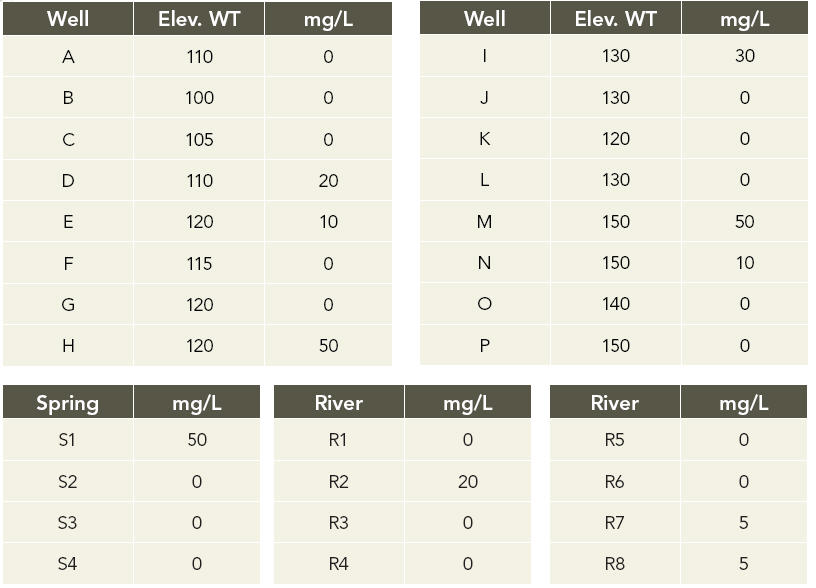 Well Elev. WT mg/L
A 110 0
B 100 0
C 105 0
D 110 20
E 120 10
F 115 0
G 120 0
H 120 50
Well Elev. WT mg/L
I 130 30
J 130 0
K 120 0
L 130 0
M 150 50
N 150 10
O 140 0
P 150 0
Spring mg/L
S1 50
S2 0
S3 0
S4 0
River mg/L
R1 0
R2 20
R3 0
R4 0
River mg/L
R5 0
R6 0
R7 5
R8 5